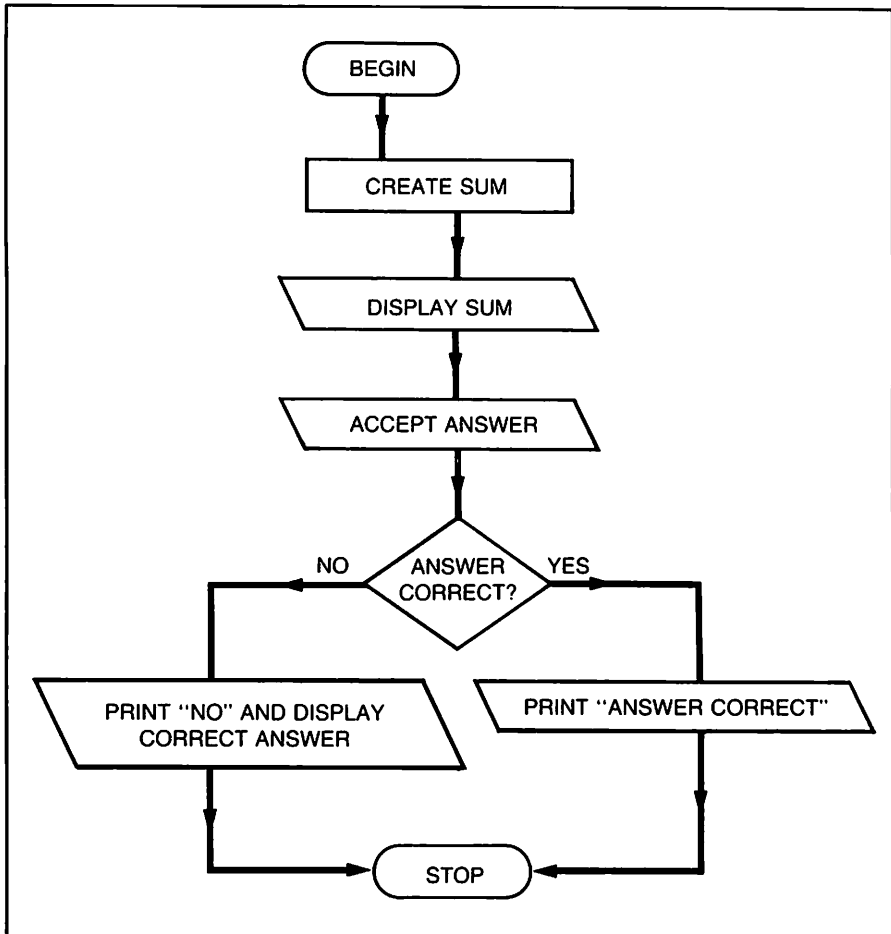 BEGIN
CREATE SUM
DISPLAY SUM
ACCEPT ANSWER
NO
ANSWER
CORRECT?
YES
PRINT "NO" AND DISPLAY
CORRECT ANSWER
PRINT "ANSWER CORRECT"
STOP